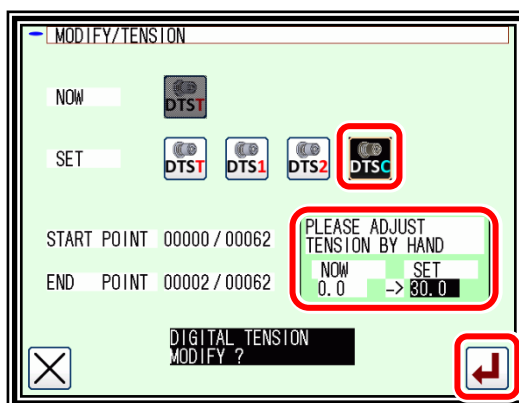 MODIFY/TENSION
NOW
DTST
SET
DTST DTS1 DTS2 DTSC
START POINT 00000/00062
END POINT 00002/00062
PLEASE ADJUST
TENSION BY HAND
NOW SET
0.0 -> 30.0
DIGITAL TENSION
MODIFY ?